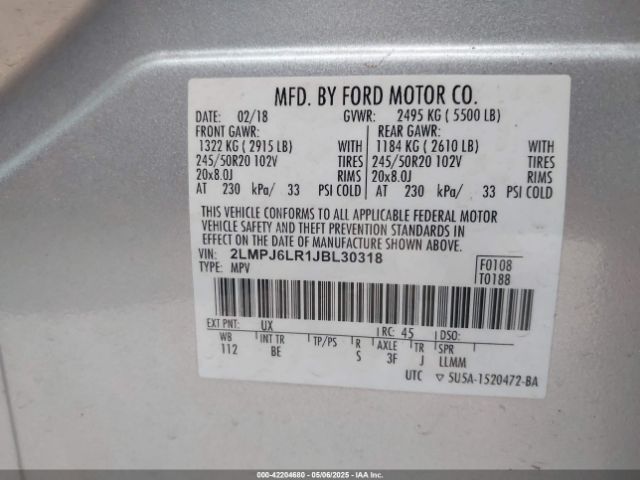 MFD. BY FORD MOTOR CO.
DATE: 02/18 GVWR: 2495 KG ( 5500 LB)
FRONT GAWR: REAR GAWR:
1322 KG ( 2915 LB) WITH 1184 KG ( 2610 LB) WITH
245/50R20 102V TIRES 245/50R20 102V TIRES
20x8.0J RIMS 20x8.0J RIMS
AT 230 kPa/ 33 PSI COLD AT 230 kPa/ 33 PSI COLD
THIS VEHICLE CONFORMS TO ALL APPLICABLE FEDERAL MOTOR
VEHICLE SAFETY AND THEFT PREVENTION STANDARDS IN
EFFECT ON THE DATE OF MANUFACTURE SHOWN ABOVE.
VIN: 2LMPJ6LR1JBL30318 F0108
TYPE: MPV T0188
EXT PNT: UX RC: 45 DSO:
WB INT TR TP/PS R AXLE TR SPR
112 BE S 3F J LLMM
UTC ▽ 5U5A-1520472-BA
000-42204680 - 05/06/2025 - IAAI.COM